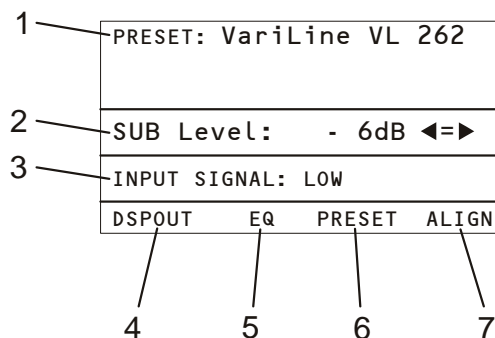 1
PRESET: VariLine VL 262
2
SUB Level: - 6dB ◀=▶
3
INPUT SIGNAL: LOW
DSPOUT EQ PRESET ALIGN
4 5 6 7